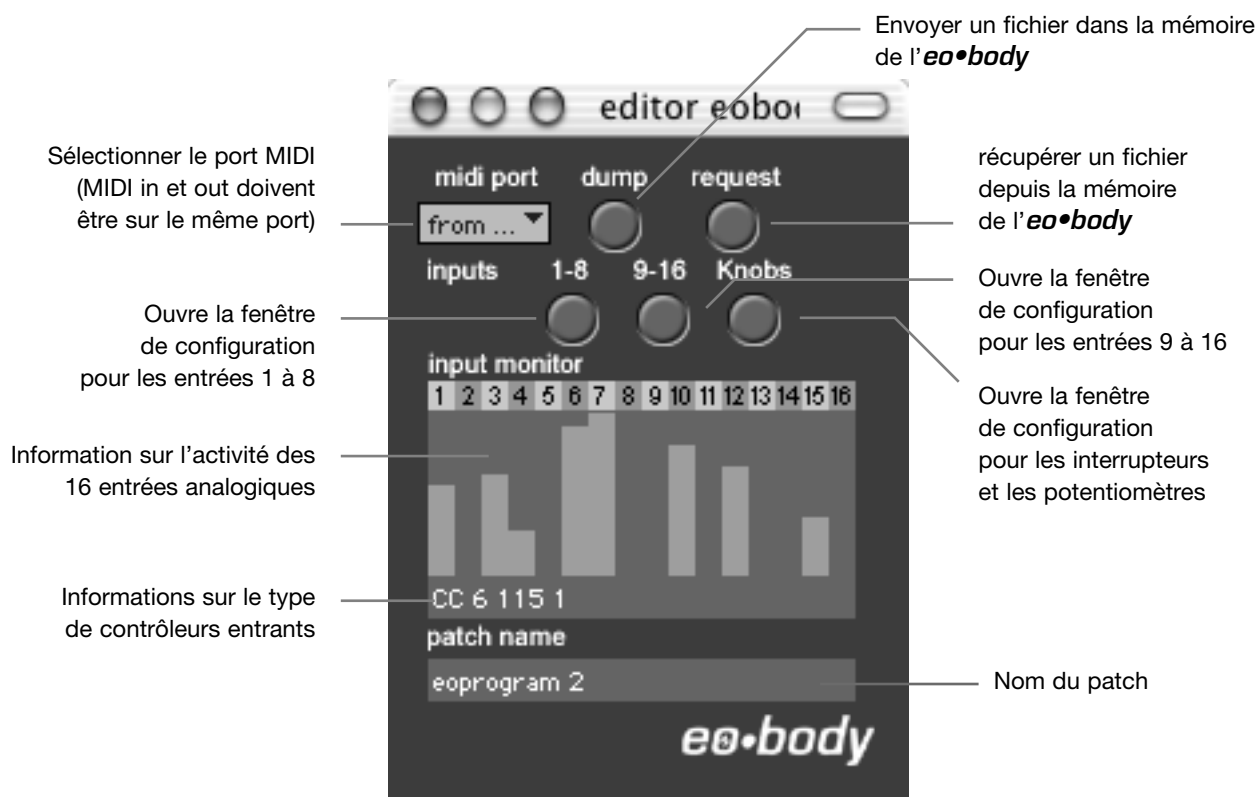 Envoyer un fichier dans la mémoire
de l'eo•body
editor eobo
Sélectionner le port MIDI
(MIDI in et out doivent
être sur le même port)
midi port dump request
from ...
récupérer un fichier
depuis la mémoire
de l'eo•body
inputs 1-8 9-16 Knobs
Ouvre la fenêtre
de configuration
pour les entrées 1 à 8
Ouvre la fenêtre
de configuration
pour les entrées 9 à 16
input monitor
1 2 3 4 5 6 7 8 9 10 11 12 13 14 15 16
Ouvre la fenêtre
de configuration
pour les interrupteurs
et les potentiomètres
Information sur l'activité des
16 entrées analogiques
Informations sur le type
de contrôleurs entrants
CC 6 115 1
patch name
eoprogram 2
Nom du patch
eo•body